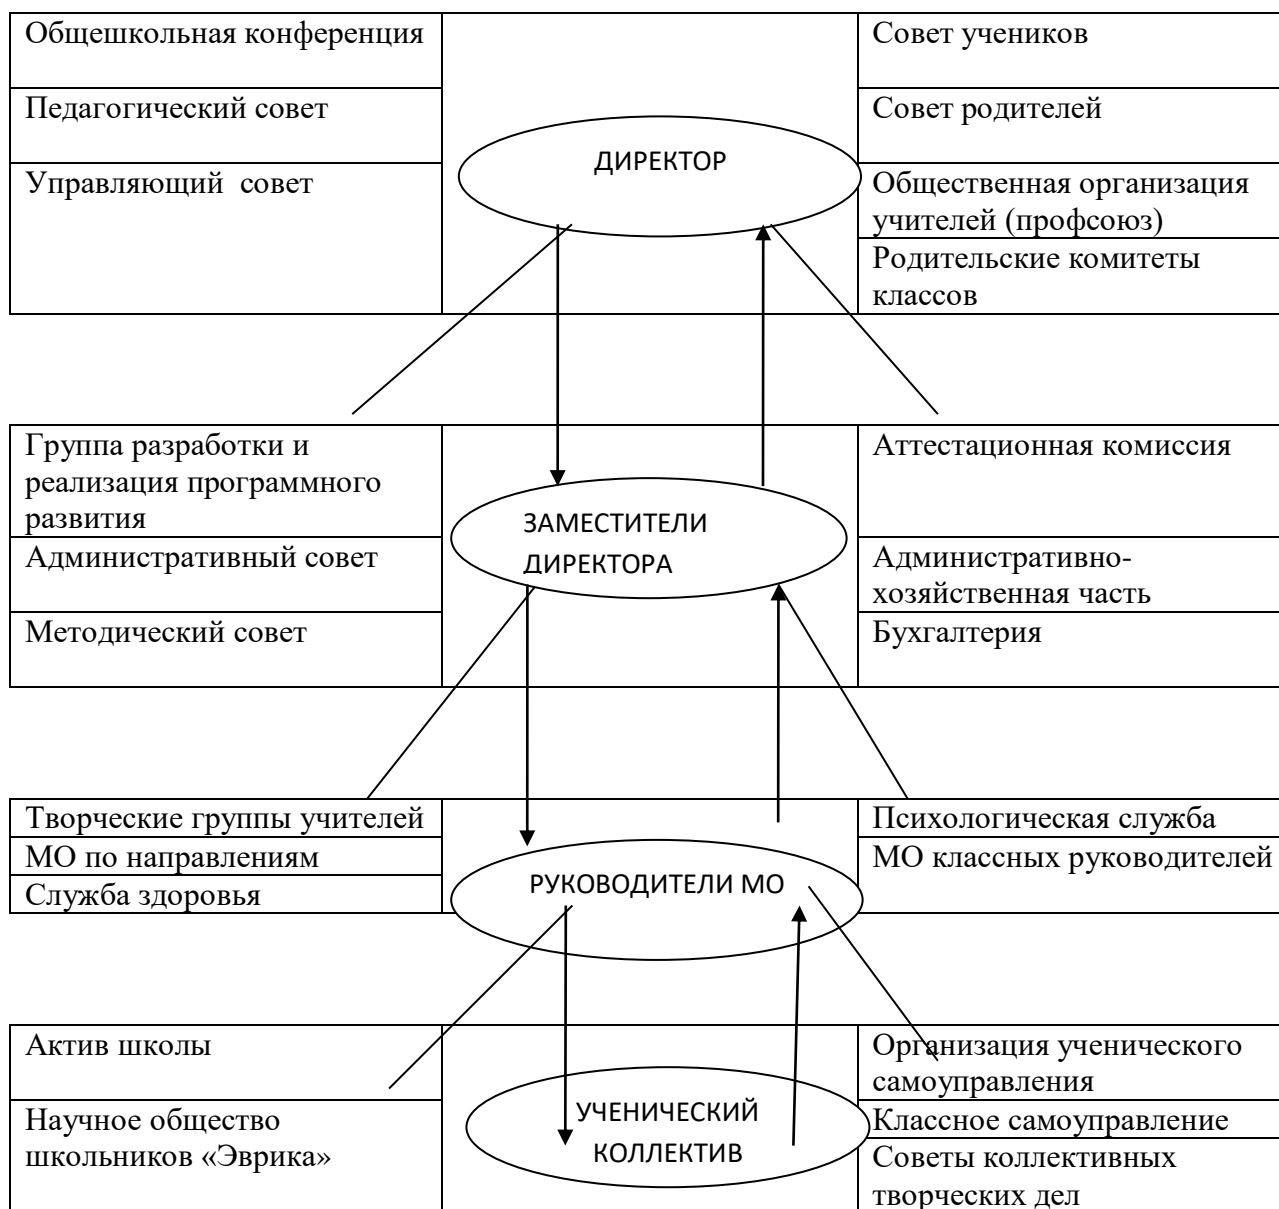 Общешкольная конференция
Совет учеников
Педагогический совет
Совет родителей
ДИРЕКТОР
Управляющий совет
Общественная организация
учителей (профсоюз)
Родительские комитеты
классов
Группа разработки и
реализация программного
развития
Аттестационная комиссия
ЗАМЕСТИТЕЛИ
ДИРЕКТОРА
Административный совет
Административно-
хозяйственная часть
Методический совет
Бухгалтерия
Творческие группы учителей
Психологическая служба
МО по направлениям
МО классных руководителей
Служба здоровья
РУКОВОДИТЕЛИ МО
Актив школы
Организация ученического
самоуправления
Научное общество
школьников «Эврика»
УЧЕНИЧЕСКИЙ
КОЛЛЕКТИВ
Классное самоуправление
Советы коллективных
творческих дел